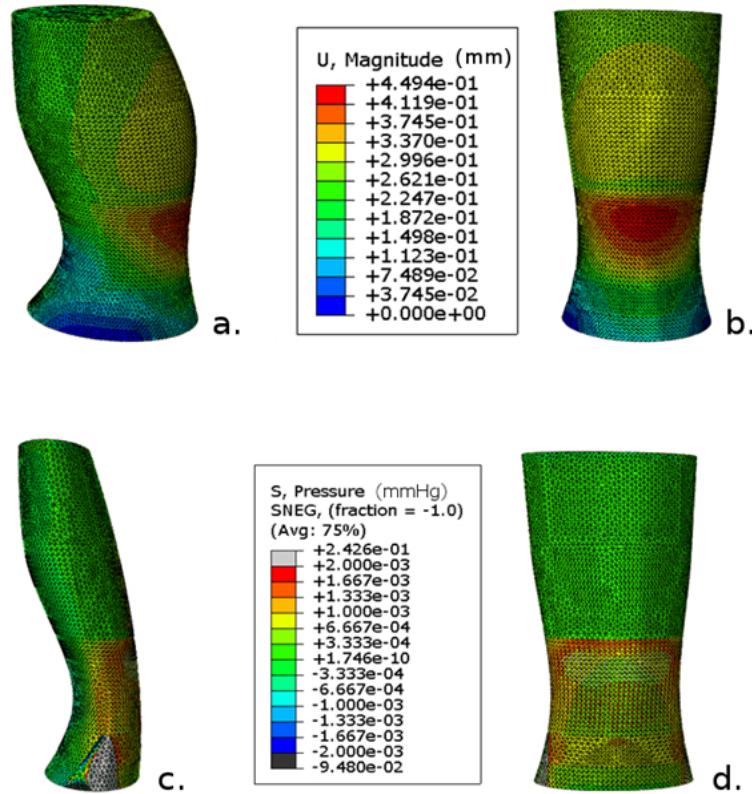 U, Magnitude (mm)
+4.494e-01
+4.119e-01
+3.745e-01
+3.370e-01
+2.996e-01
+2.621e-01
+2.247e-01
+1.872e-01
+1.498e-01
+1.123e-01
+7.489e-02
+3.745e-02
+0.000e+00
a.
b.
S, Pressure (mmHg)
SNEG, (fraction = -1.0)
(Avg: 75%)
+2.426e-01
+2.000e-03
+1.667e-03
+1.333e-03
+1.000e-03
+6.667e-04
+3.333e-04
+1.746e-10
-3.333e-04
-6.667e-04
-1.000e-03
-1.333e-03
-1.667e-03
-2.000e-03
-9.480e-02
c.
d.